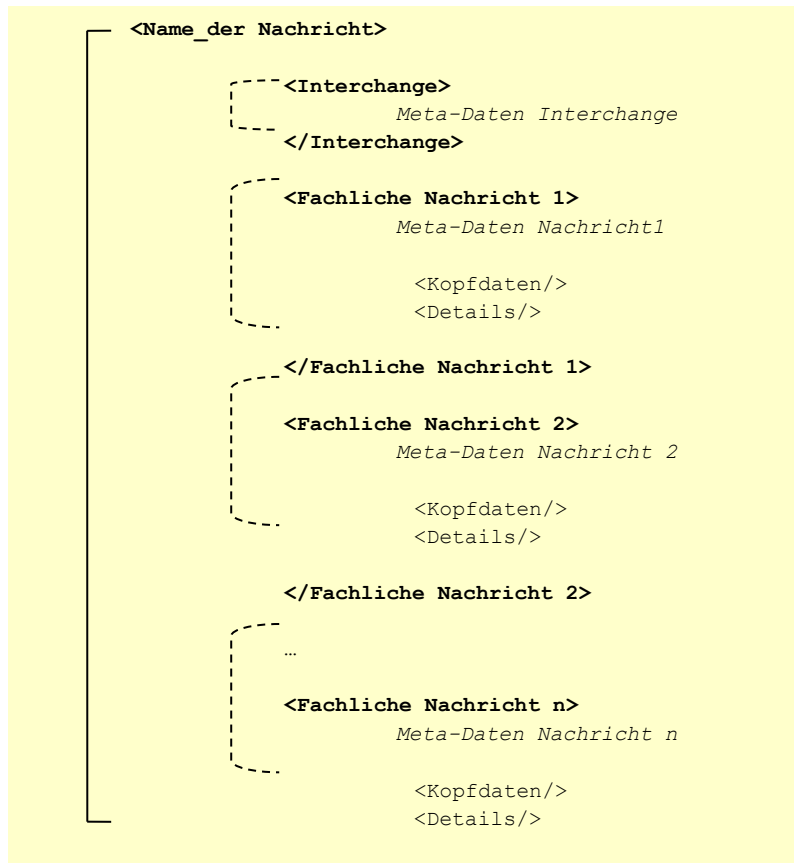 <Name_der Nachricht>
<Interchange>
Meta-Daten Interchange
</Interchange>
<Fachliche Nachricht 1>
Meta-Daten Nachricht1
<Kopfdaten/>
<Details/>
</Fachliche Nachricht 1>
<Fachliche Nachricht 2>
Meta-Daten Nachricht 2
<Kopfdaten/>
<Details/>
</Fachliche Nachricht 2>
…
<Fachliche Nachricht n>
Meta-Daten Nachricht n
<Kopfdaten/>
<Details/>